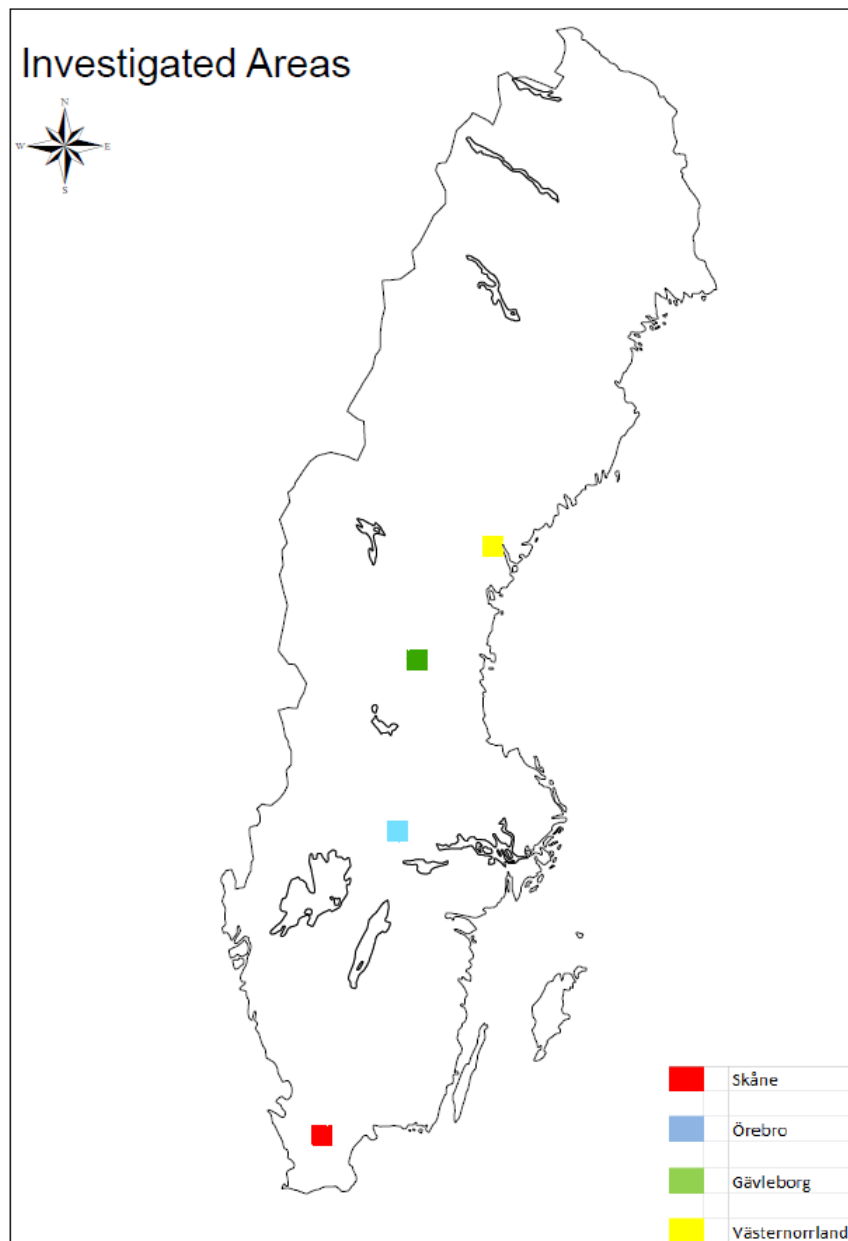 Investigated Areas
N
W E
S
Skåne
Örebro
Gävleborg
Västernorrland